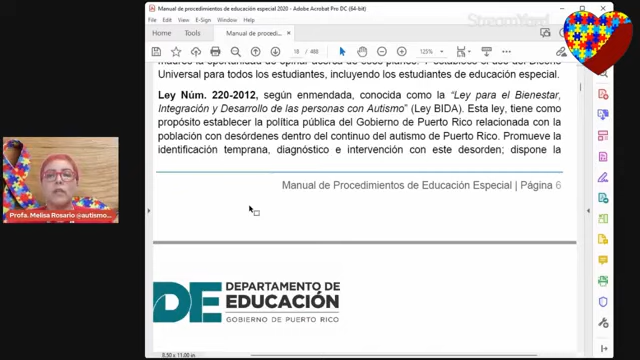 Manual de procedimientos de educación especial 2020 - Adobe Acrobat Pro DC (64-bit)
File Edit View E-Sign Window Help
Home Tools Manual de procedi... ×
18 / 488 125%
StreamYard
Universal para todos los estudiantes, incluyendo los estudiantes de educación especial.
Ley Núm. 220-2012, según enmendada, conocida como la “Ley para el Bienestar,
Integración y Desarrollo de las personas con Autismo” (Ley BIDA). Esta ley, tiene como
propósito establecer la política pública del Gobierno de Puerto Rico relacionada con la
población con desórdenes dentro del continuo del autismo de Puerto Rico. Promueve la
identificación temprana, diagnóstico e intervención con este desorden; dispone la
Manual de Procedimientos de Educación Especial | Página 6
Profa. Melisa Rosario @autismo...
DE DEPARTAMENTO DE
EDUCACIÓN
GOBIERNO DE PUERTO RICO
8.50 x 11.00 in